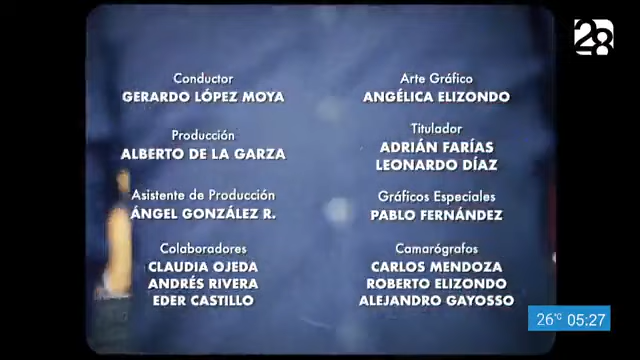 28
Conductor
GERARDO LÓPEZ MOYA
Producción
ALBERTO DE LA GARZA
Asistente de Producción
ÁNGEL GONZÁLEZ R.
Colaboradores
CLAUDIA OJEDA
ANDRÉS RIVERA
EDER CASTILLO
Arte Gráfico
ANGÉLICA ELIZONDO
Titulador
ADRIÁN FARÍAS
LEONARDO DÍAZ
Gráficos Especiales
PABLO FERNÁNDEZ
Camarógrafos
CARLOS MENDOZA
ROBERTO ELIZONDO
ALEJANDRO GAYOSSO
26°C 05:27